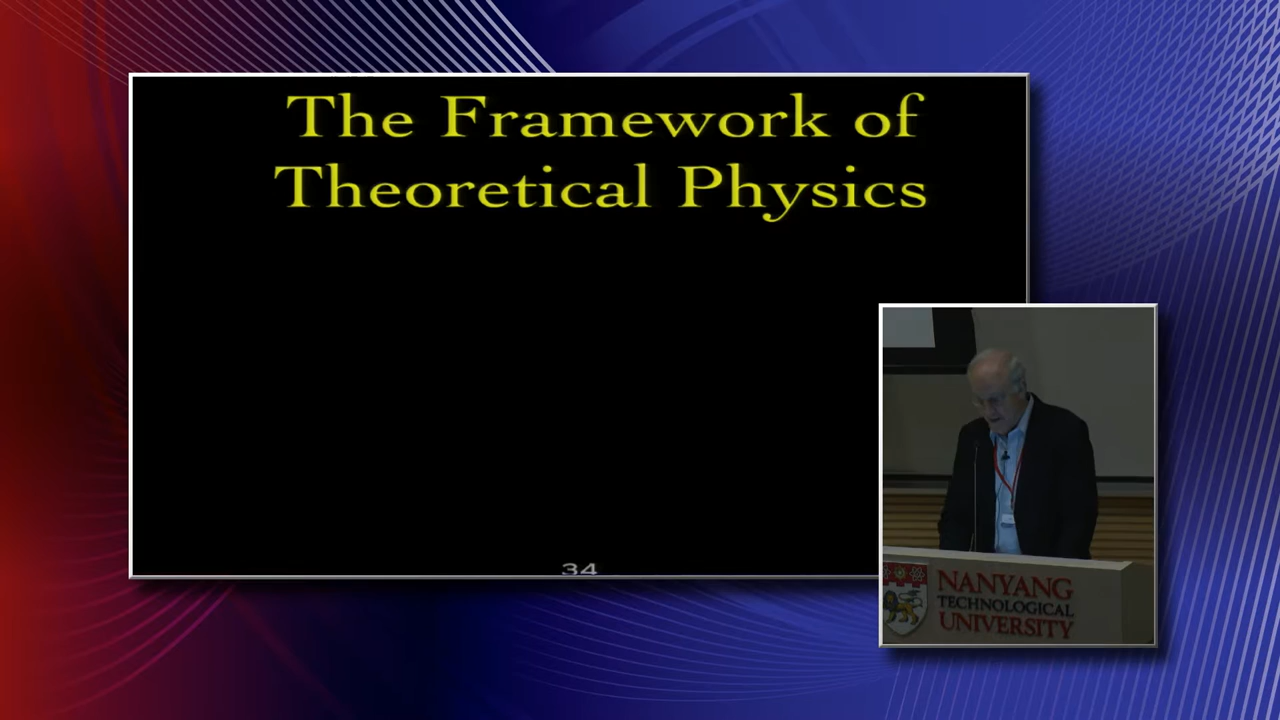 The Framework of
Theoretical Physics
34
NANYANG
TECHNOLOGICAL
UNIVERSITY